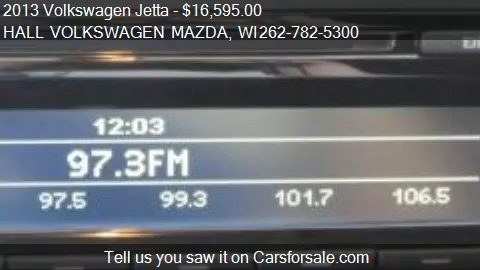 2013 Volkswagen Jetta - $16,595.00
HALL VOLKSWAGEN MAZDA, WI262-782-5300
12:03
97.3FM
97.5 99.3 101.7 106.5
Tell us you saw it on Carsforsale.com